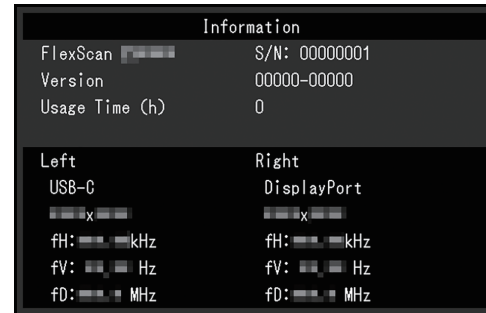 Information
FlexScan
S/N: 00000001
Version
00000-00000
Usage Time (h)
0
Left
Right
USB-C
DisplayPort
x
x
fH: kHz
fH: kHz
fV: Hz
fV: Hz
fD: MHz
fD: MHz